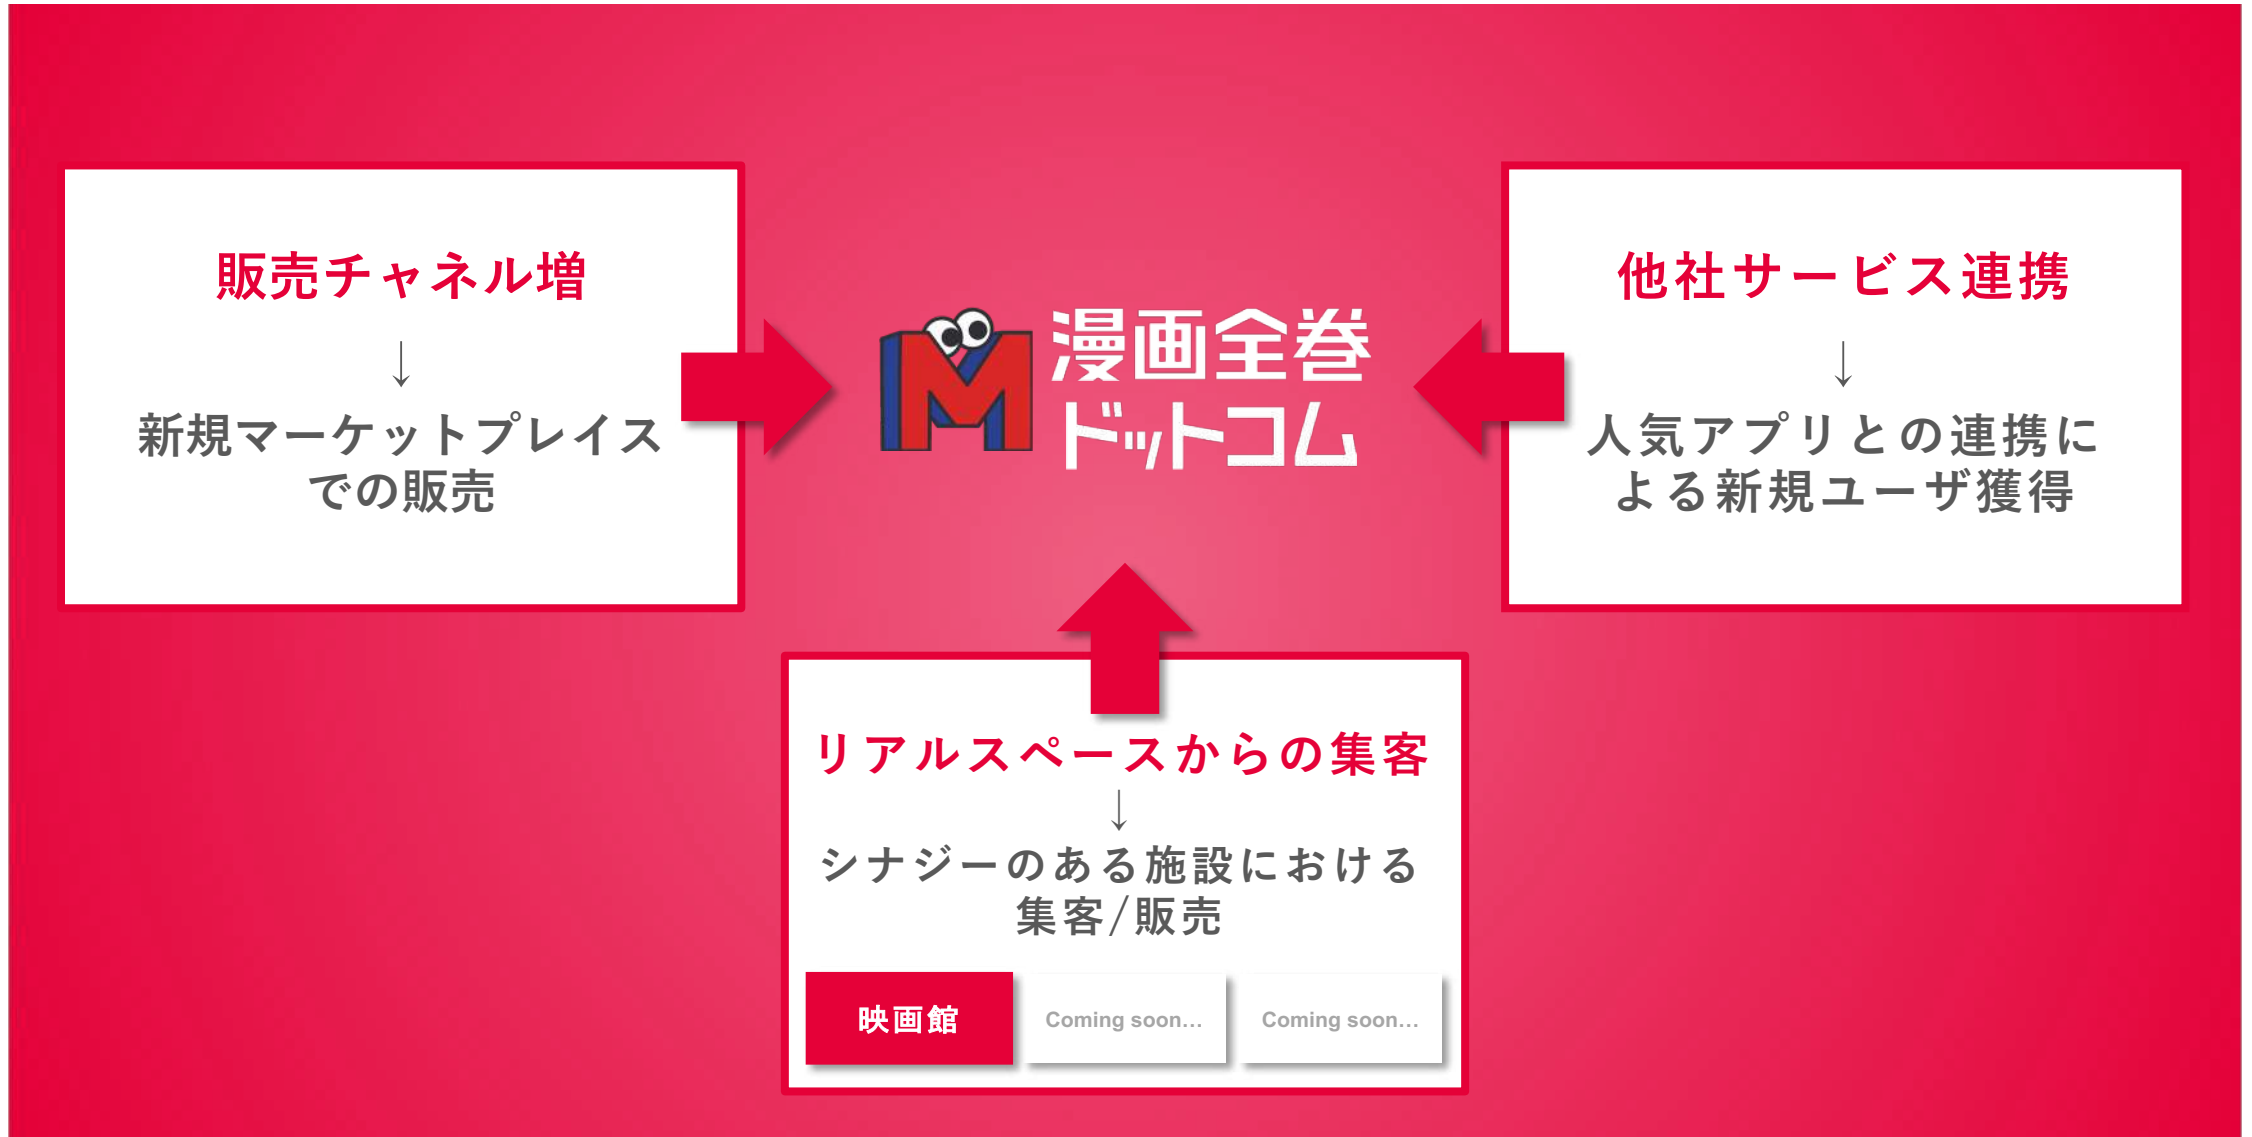 販売チャネル増
↓
新規マーケットプレイス
での販売
漫画全巻
ドットコム
他社サービス連携
↓
人気アプリとの連携に
よる新規ユーザ獲得
リアルスペースからの集客
↓
シナジーのある施設における
集客/販売
映画館
Coming soon...
Coming soon...